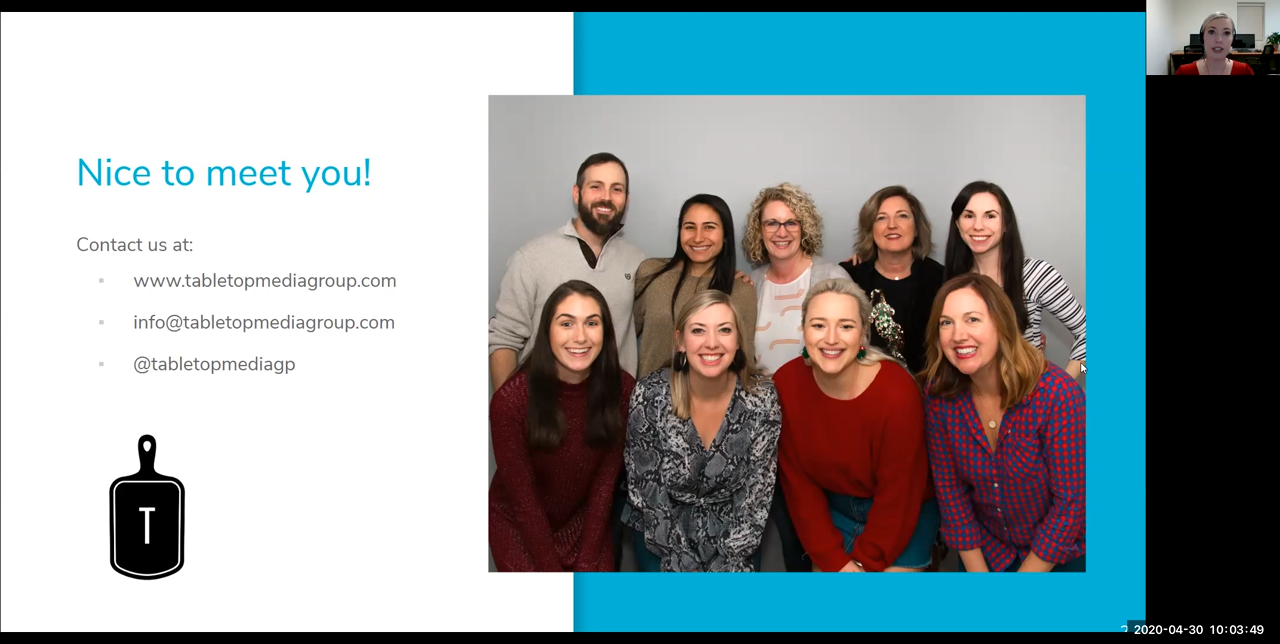 Nice to meet you!
Contact us at:
www.tabletopmediagroup.com
info@tabletopmediagroup.com
@tabletopmediagp
T
2020-04-30 10:03:49